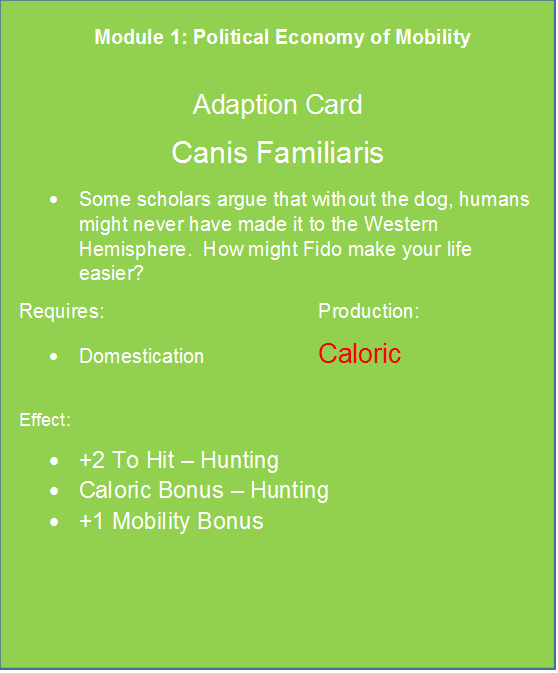 Module 1: Political Economy of Mobility
Adaption Card
Canis Familiaris
• Some scholars argue that without the dog, humans
might never have made it to the Western
Hemisphere.  How might Fido make your life
easier?
Requires: Production:
• Domestication Caloric
Effect:
• +2 To Hit – Hunting
• Caloric Bonus – Hunting
• +1 Mobility Bonus